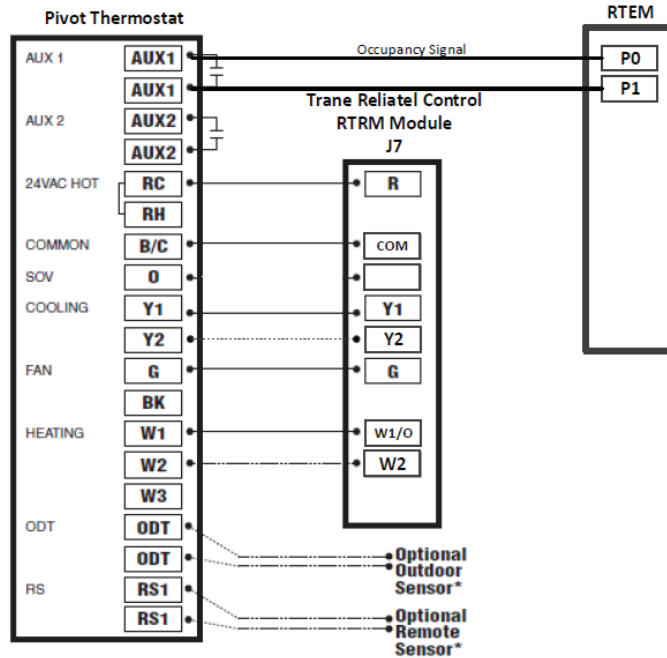 Pivot Thermostat
RTEM
AUX 1
AUX1
Occupancy Signal
P0
AUX1
P1
Trane Reliatel Control
RTRM Module
J7
AUX 2
AUX2
AUX2
24VAC HOT
RC
R
RH
COMMON
B/C
COM
SOV
O
COOLING
Y1
Y1
Y2
Y2
FAN
G
G
BK
HEATING
W1
W1/O
W2
W2
W3
ODT
ODT
ODT
Optional
Outdoor
Sensor*
RS
RS1
RS1
Optional
Remote
Sensor*